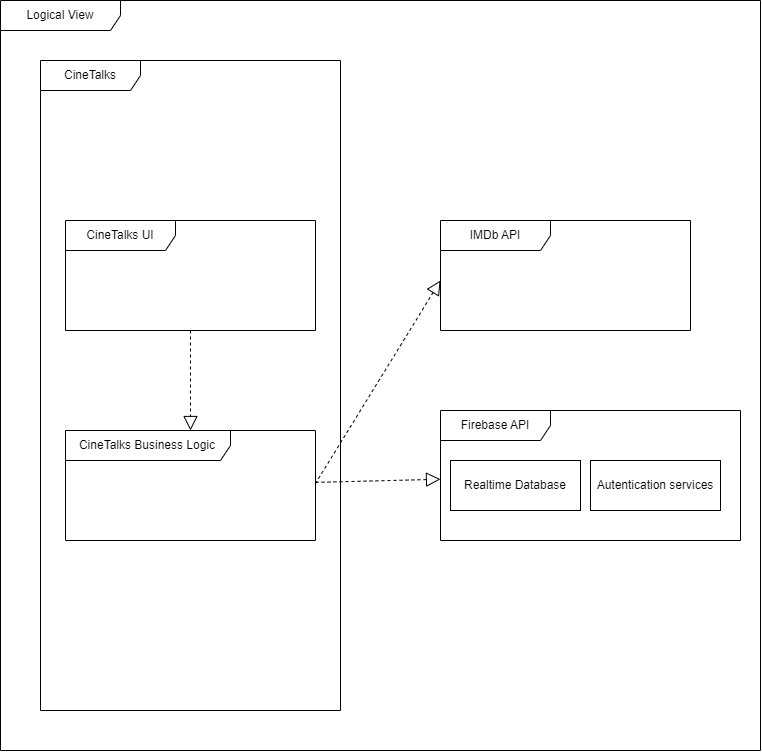 Logical View
CineTalks
CineTalks UI
IMDb API
CineTalks Business Logic
Firebase API
Realtime Database
Autentication services